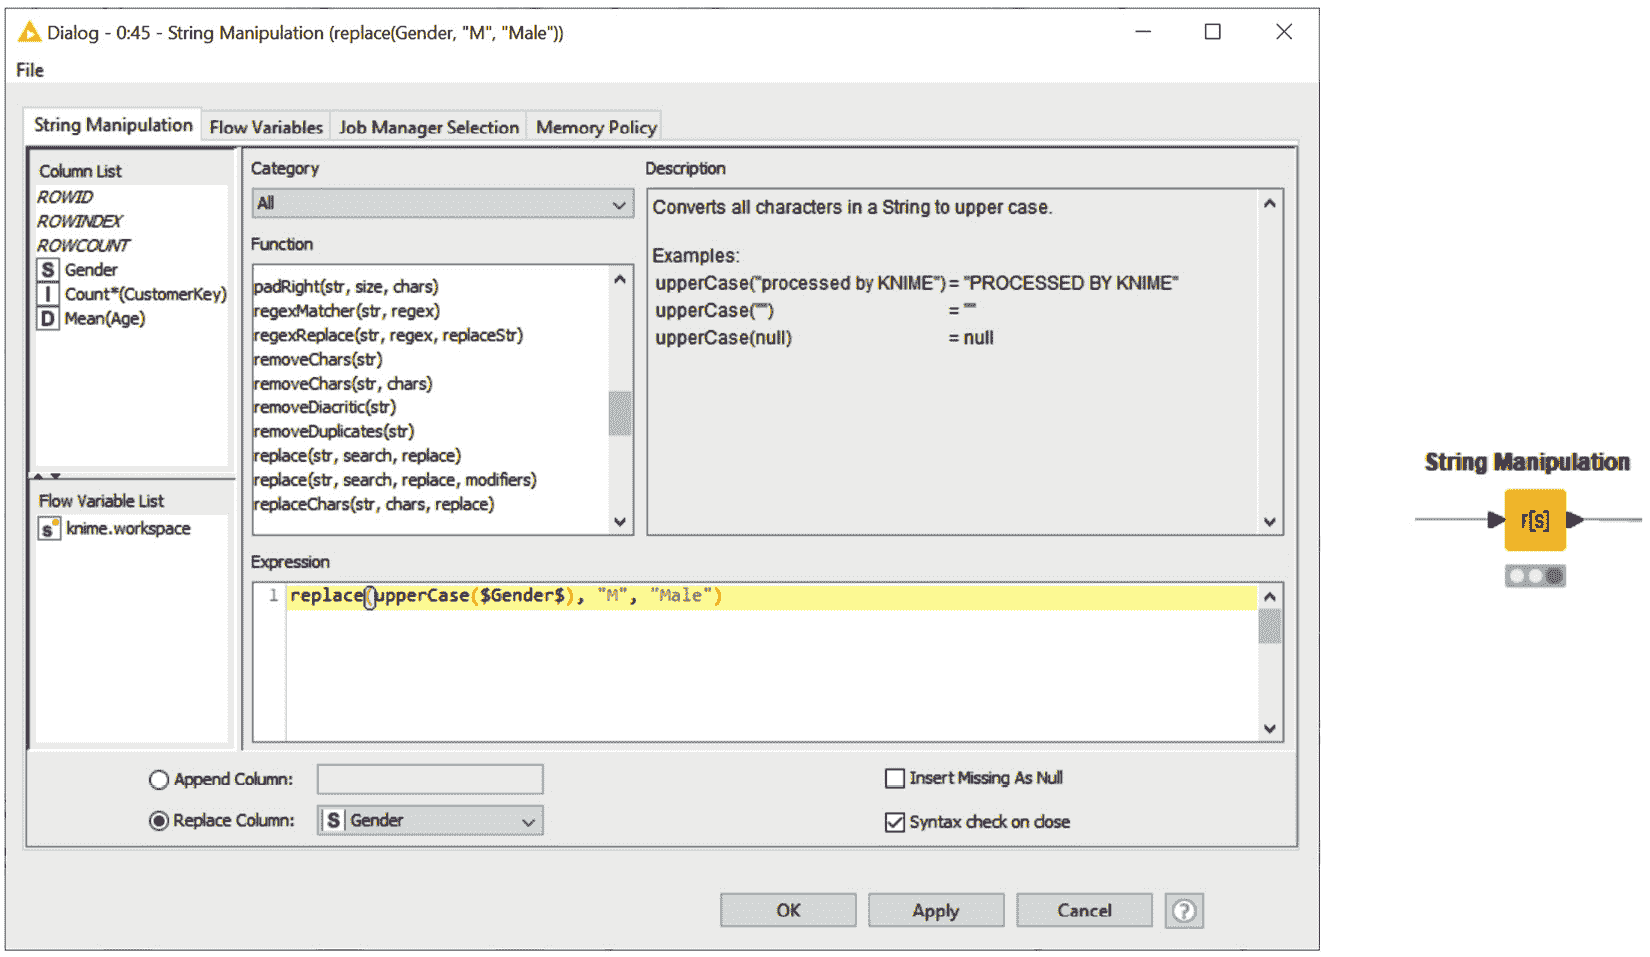 Dialog - 0:45 - String Manipulation (replace(Gender, "M", "Male"))
File
String Manipulation
Flow Variables
Job Manager Selection
Memory Policy
Column List
ROWID
ROWINDEX
ROWCOUNT
S Gender
I Count*(CustomerKey)
D Mean(Age)
Flow Variable List
s knime.workspace
Category
All
Function
padRight(str, size, chars)
regexMatcher(str, regex)
regexReplace(str, regex, replaceStr)
removeChars(str)
removeChars(str, chars)
removeDiacritic(str)
removeDuplicates(str)
replace(str, search, replace)
replace(str, search, replace, modifiers)
replaceChars(str, chars, replace)
Description
Converts all characters in a String to upper case.
Examples:
upperCase("processed by KNIME") = "PROCESSED BY KNIME"
upperCase("") = ""
upperCase(null) = null
Expression
1 replace(upperCase($Gender$), "M", "Male")
Append Column:
Replace Column: S Gender
Insert Missing As Null
Syntax check on close
OK
Apply
Cancel
?
String Manipulation
r[s]